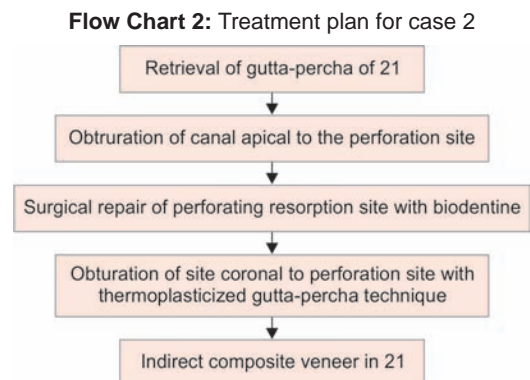 Flow Chart 2: Treatment plan for case 2
Retrieval of gutta-percha of 21
Obtruration of canal apical to the perforation site
Surgical repair of perforating resorption site with biodentine
Obturation of site coronal to perforation site with
thermoplasticized gutta-percha technique
Indirect composite veneer in 21